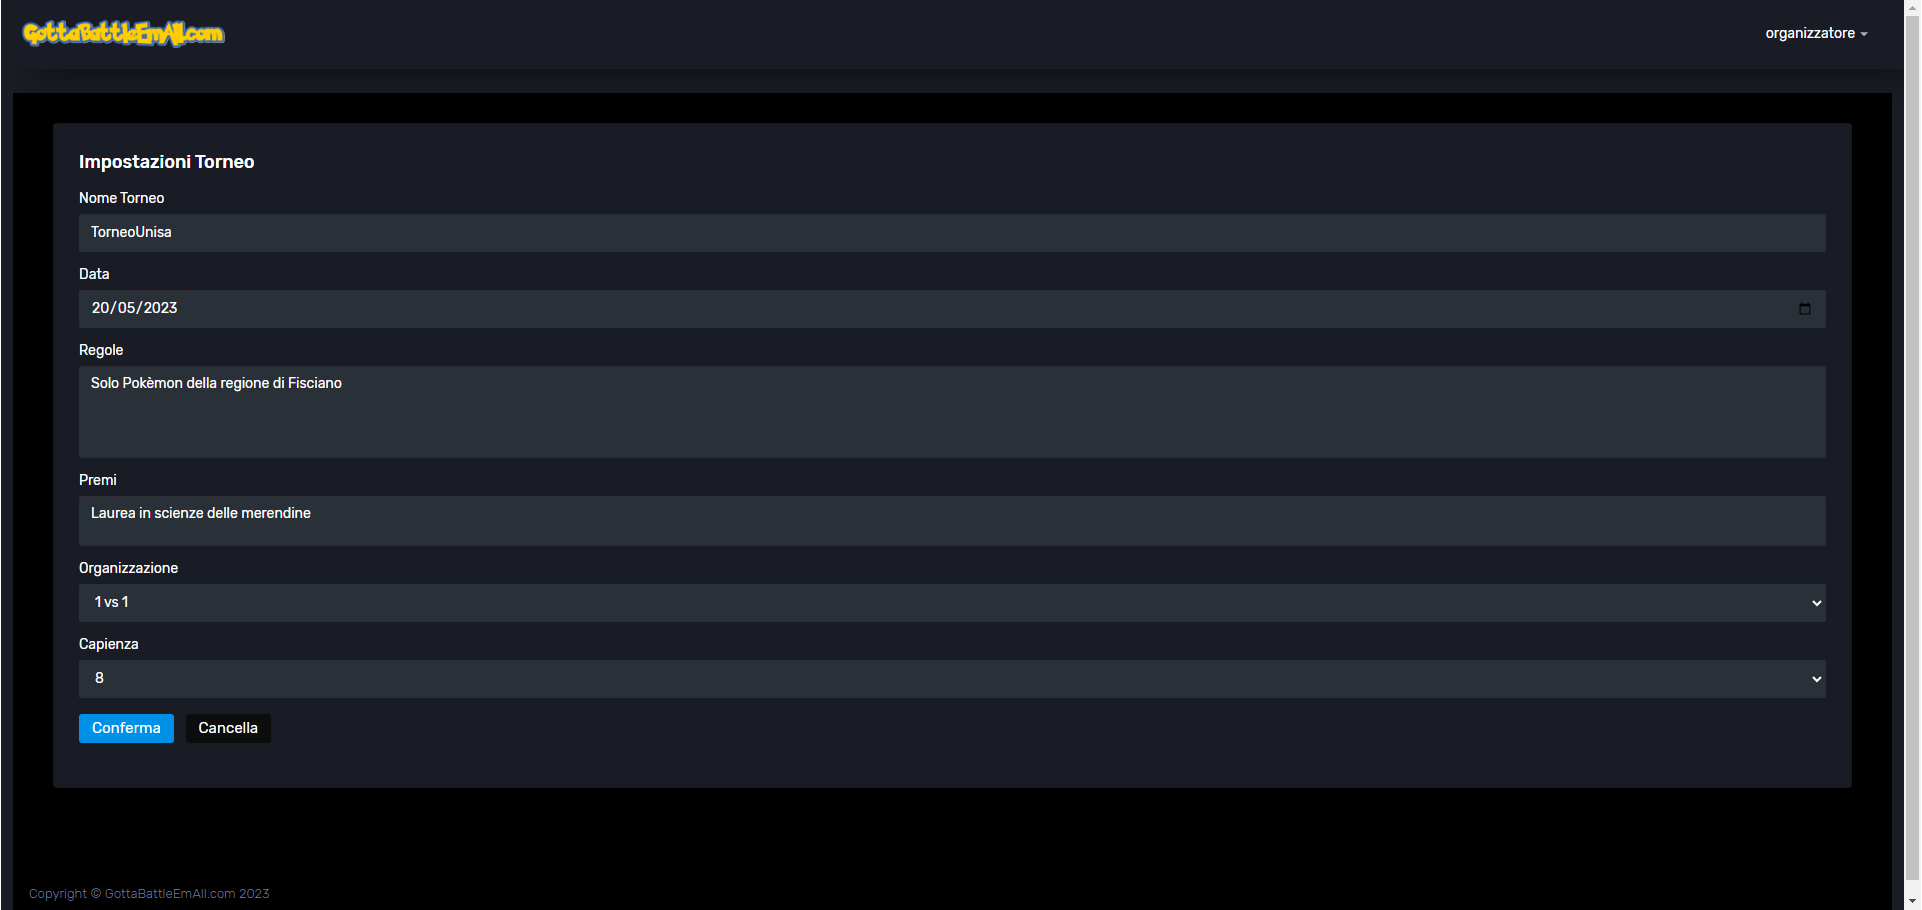 GottaBattleEmAll.com
organizzatore
Impostazioni Torneo
Nome Torneo
TorneoUnisa
Data
20/05/2023
Regole
Solo Pokèmon della regione di Fisciano
Premi
Laurea in scienze delle merendine
Organizzazione
1 vs 1
Capienza
8
Conferma Cancella
Copyright © GottaBattleEmAll.com 2023